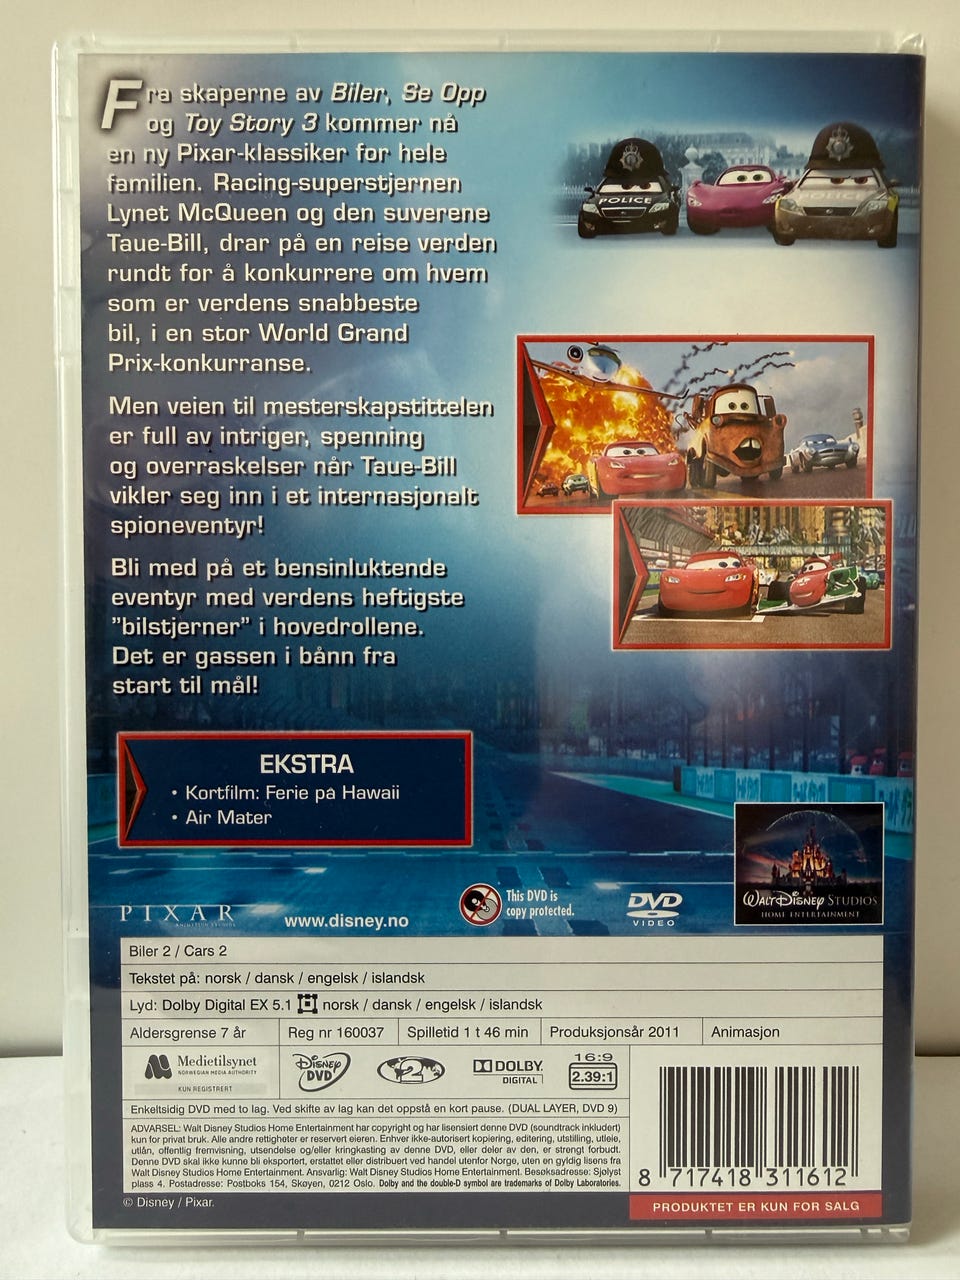 Fra skaperne av Biler, Se Opp
og Toy Story 3 kommer nå
en ny Pixar-klassiker for hele
familien. Racing-superstjernen
Lynet McQueen og den suverene
Taue-Bill, drar på en reise verden
rundt for å konkurrere om hvem
som er verdens snabbeste
bil, i en stor World Grand
Prix-konkurranse.
Men veien til mesterskapstittelen
er full av intriger, spenning
og overraskelser når Taue-Bill
vikler seg inn i et internasjonalt
spioneventyr!
Bli med på et bensinluktende
eventyr med verdens heftigste
"bilstjerner" i hovedrollene.
Det er gassen i bånn fra
start til mål!
POLICE
POLICE
EKSTRA
• Kortfilm: Ferie på Hawaii
• Air Mater
PIXAR
ANIMATION STUDIOS
www.disney.no
This DVD is
copy protected.
DVD
VIDEO
WALT DISNEY STUDIOS
HOME ENTERTAINMENT
Biler 2 / Cars 2
Tekstet på: norsk / dansk / engelsk / islandsk
Lyd: Dolby Digital EX 5.1 norsk / dansk / engelsk / islandsk
Aldersgrense 7 år Reg nr 160037 Spilletid 1 t 46 min Produksjonsår 2011 Animasjon
Medietilsynet
NORWEGIAN MEDIA AUTHORITY
KUN REGISTRERT
Disney
DVD
2
DOLBY
DIGITAL
16:9
2.39:1
Enkeltsidig DVD med to lag. Ved skifte av lag kan det oppstå en kort pause. (DUAL LAYER, DVD 9)
ADVARSEL: Walt Disney Studios Home Entertainment har copyright og har lisensiert denne DVD (soundtrack inkludert)
kun for privat bruk. Alle andre rettigheter er reservert eieren. Enhver ikke-autorisert kopiering, editering, utstilling, utleie,
utlån, offentlig fremvisning, utsendelse og/eller kringkasting av denne DVD, eller deler av den, er strengt forbudt.
Denne DVD skal ikke kunne bli eksportert, erstattet eller distribuert ved handel utenfor Norge, uten en gyldig lisens fra
Walt Disney Studios Home Entertainment. Ansvarlig: Walt Disney Studios Home Entertainment. Besøksadresse: Sjølyst
plass 4. Postadresse: Postboks 154, Skøyen, 0212 Oslo. Dolby and the double-D symbol are trademarks of Dolby Laboratories.
© Disney / Pixar.
8 717418 311612
PRODUKTET ER KUN FOR SALG